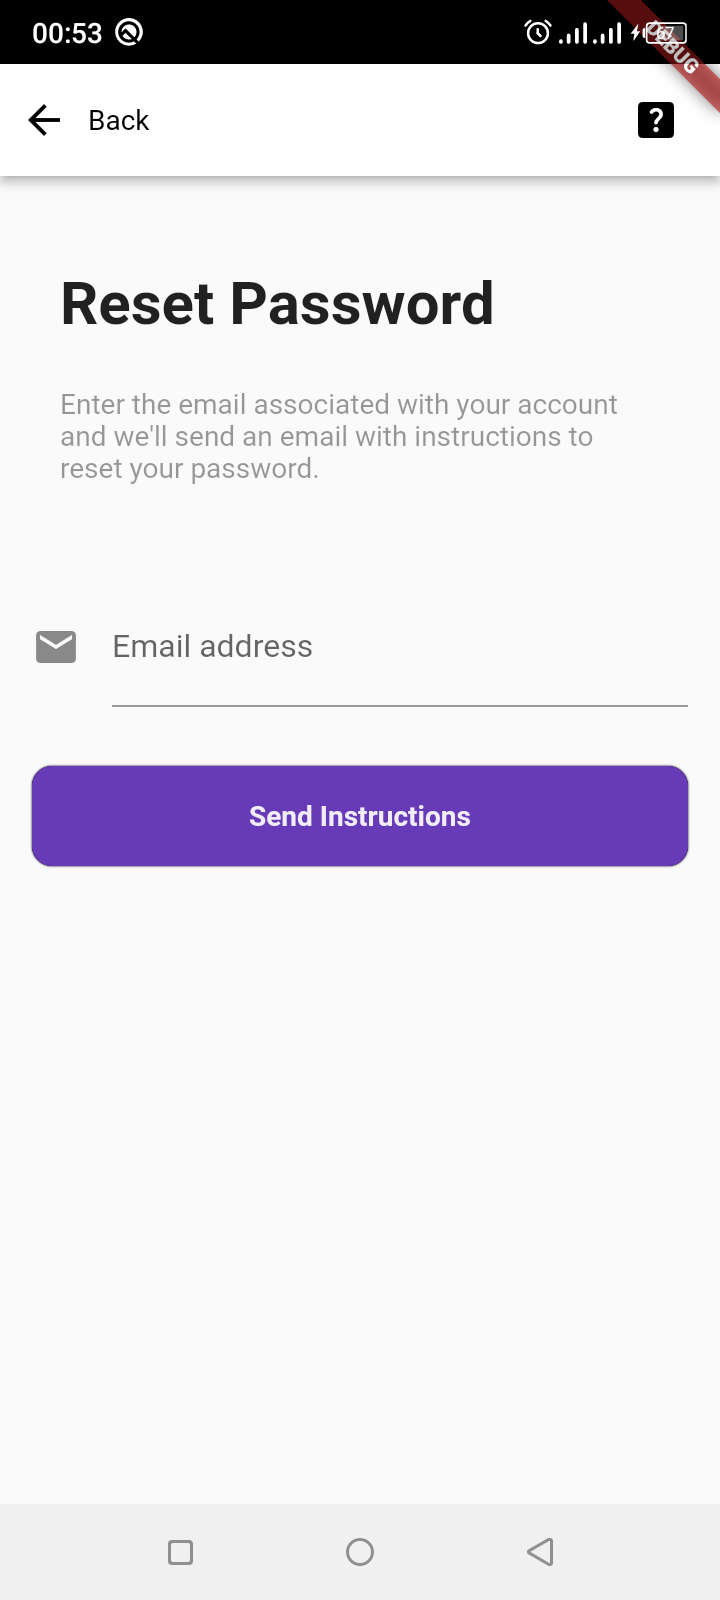 00:53
67
DEBUG
Back
?
Reset Password
Enter the email associated with your account
and we'll send an email with instructions to
reset your password.
Email address
Send Instructions